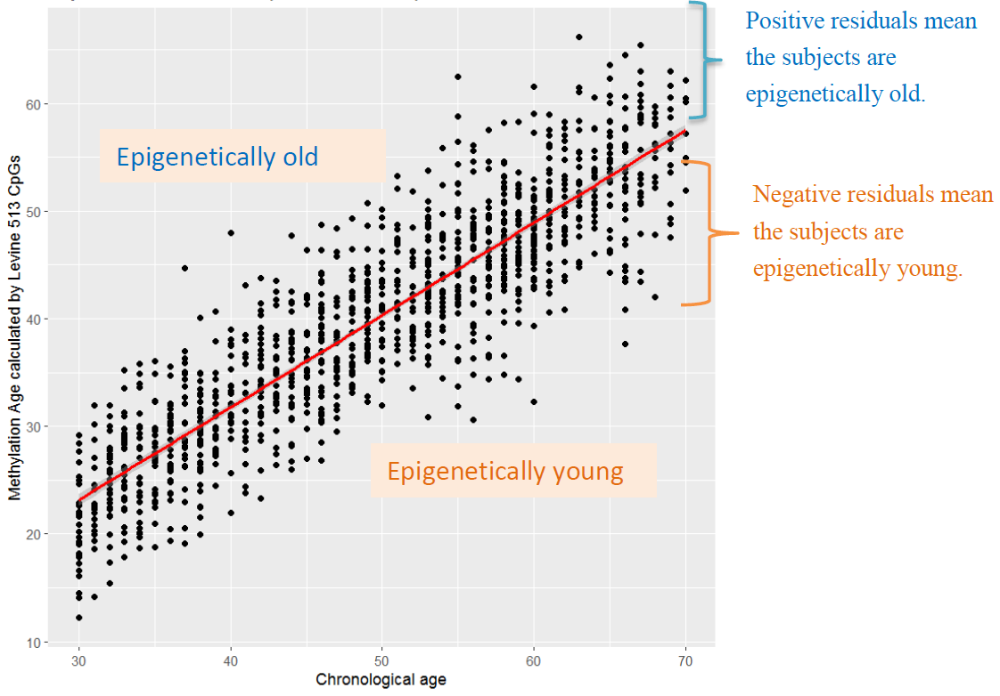 Positive residuals mean
the subjects are
epigenetically old.
Epigenetically old
Negative residuals mean
the subjects are
epigenetically young.
Epigenetically young
Methylation Age calculated by Levine 513 CpGs
60
50
40
30
20
10
30 40 50 60 70
Chronological age